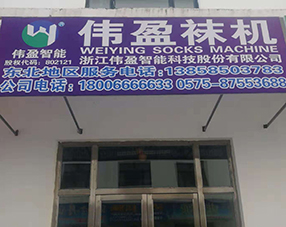 伟盈智能
股权代码：802121
伟盈袜机
WEIYING SOCKS MACHINE
浙江伟盈智能科技股份有限公司
东北地区服务电话：13858503783
公司电话：18006666633 0575-87553688